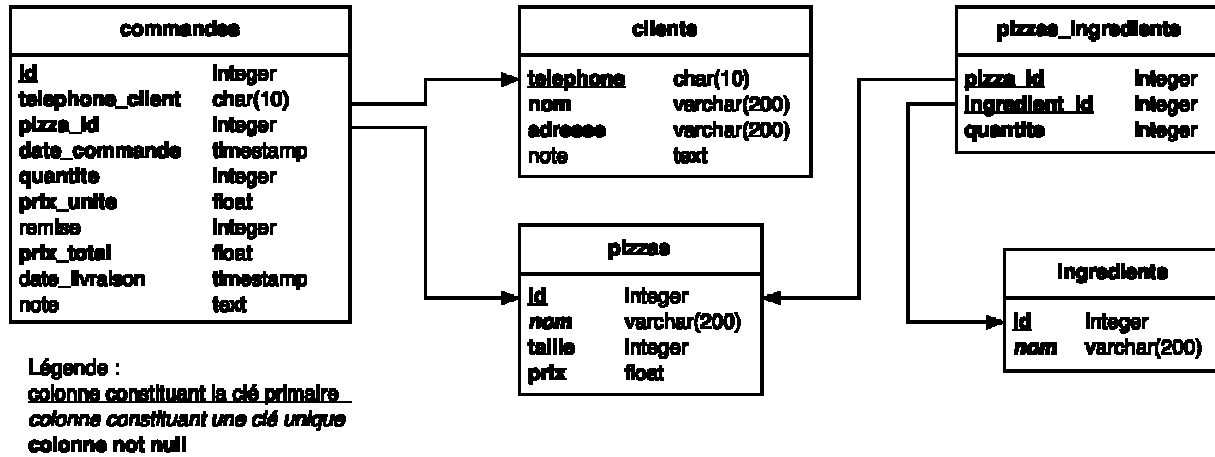 commandes
id integer
telephone_client char(10)
pizza_id integer
date_commande timestamp
quantite integer
prix_unite float
remise integer
prix_total float
date_livraison timestamp
note text
clients
telephone char(10)
nom varchar(200)
adresse varchar(200)
note text
pizzas_ingredients
pizza_id integer
ingredient_id integer
quantite integer
pizzas
id integer
nom varchar(200)
taille integer
prix float
ingredients
id integer
nom varchar(200)
Légende :
colonne constituant la clé primaire
colonne constituant une clé unique
colonne not null